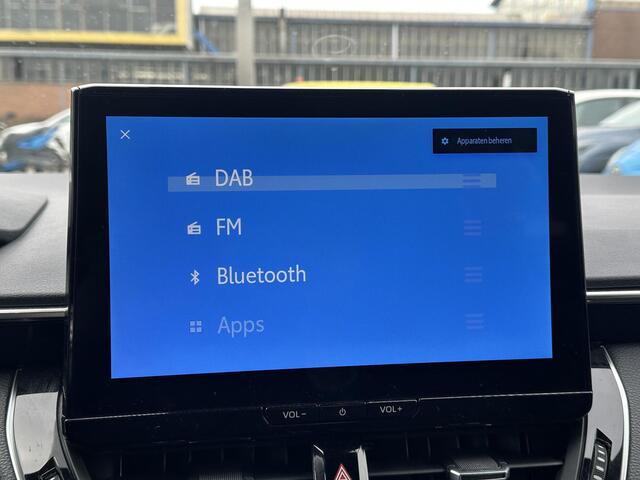 Apparaten beheren
DAB
FM
Bluetooth
Apps
VOL-
VOL+